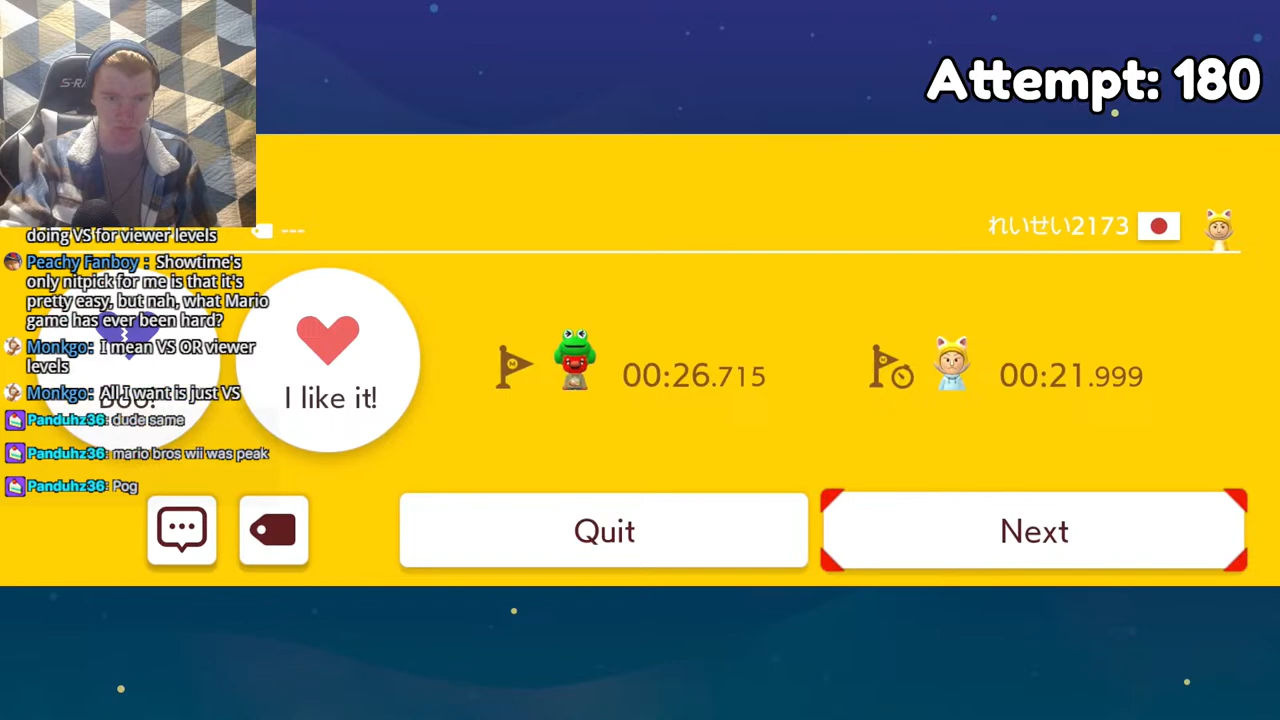 Attempt: 180
S-RA
れいせい2173
---
doing VS for viewer levels
Peachy Fanboy : Showtime's
only nitpick for me is that it's
pretty easy, but nah, what Mario
game has ever been hard?
Monkgo: I mean VS OR viewer
levels
Monkgo: All I want is just VS
Panduhz36: dude same
Panduhz36: mario bros wii was peak
Panduhz36: Pog
Boo!
I like it!
M
00:26.715
M
00:21.999
Quit
Next